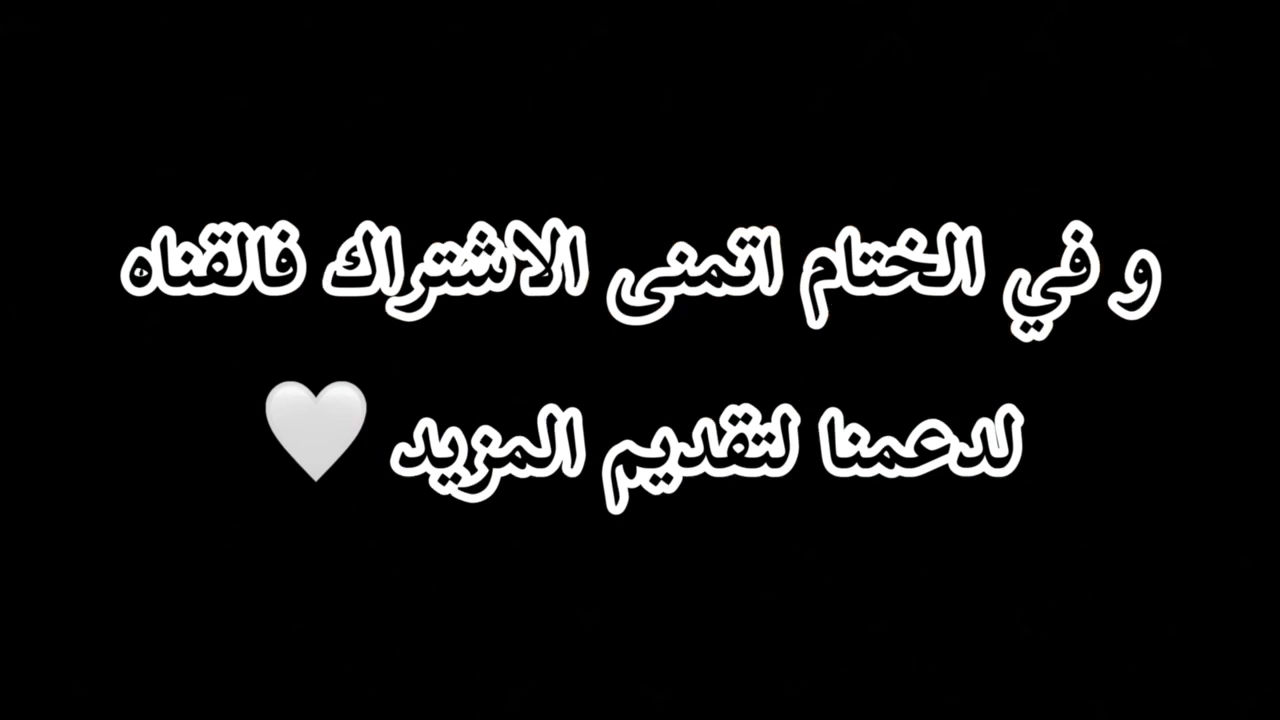 و في الختام اتمنى الاشتراك فالقناه
لدعمنا لتقديم المزيد 🤍